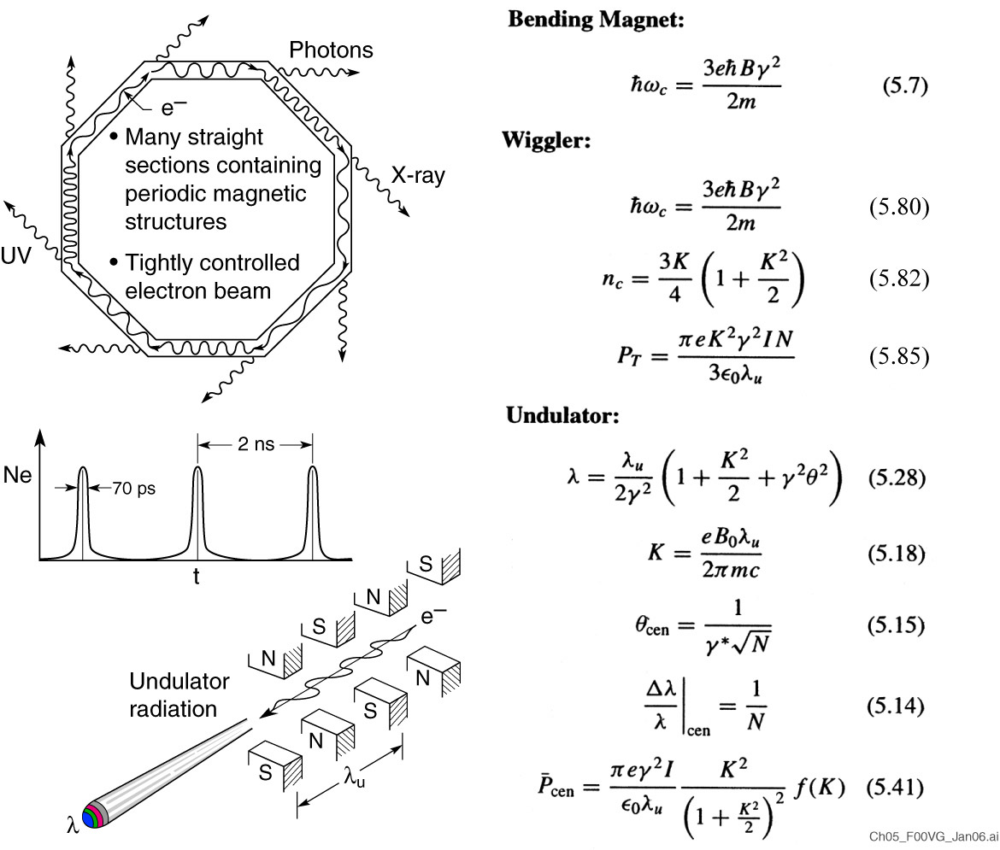 Photons
e–
• Many straight
sections containing
periodic magnetic
structures
• Tightly controlled
electron beam
X-ray
UV
2 ns
Ne
70 ps
t
S
N
S
N
e–
N
S
N
S
Undulator
radiation
λu
λ
Bending Magnet:
ħω_c = 3eħBγ² / 2m (5.7)
Wiggler:
ħω_c = 3eħBγ² / 2m (5.80)
n_c = 3K/4 (1 + K²/2) (5.82)
P_T = πeK²γ²IN / 3ϵ₀λ_u (5.85)
Undulator:
λ = λ_u/2γ² (1 + K²/2 + γ²θ²) (5.28)
K = eB₀λ_u / 2πmc (5.18)
θ_cen = 1 / γ*√N (5.15)
Δλ/λ |_cen = 1/N (5.14)
P̄_cen = πeγ²I/ϵ₀λ_u K²/(1 + K²/2)² f(K) (5.41)
Ch05_F00VG_Jan06.ai